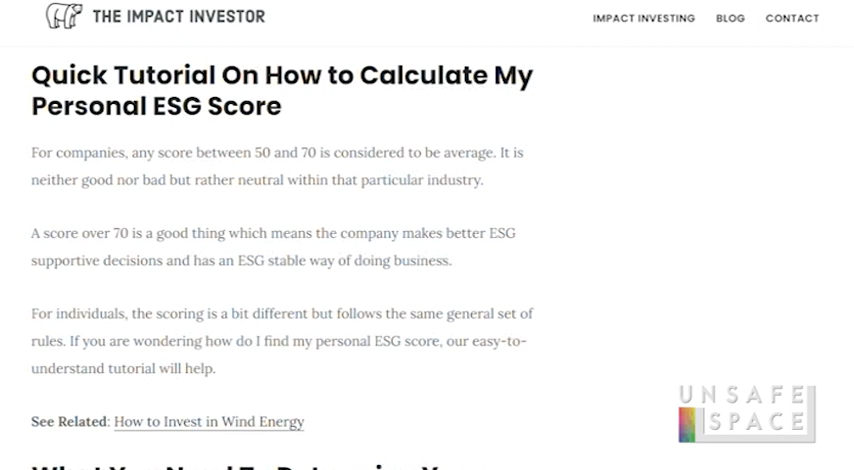 THE IMPACT INVESTOR
IMPACT INVESTING BLOG CONTACT
Quick Tutorial On How to Calculate My
Personal ESG Score
For companies, any score between 50 and 70 is considered to be average. It is
neither good nor bad but rather neutral within that particular industry.
A score over 70 is a good thing which means the company makes better ESG
supportive decisions and has an ESG stable way of doing business.
For individuals, the scoring is a bit different but follows the same general set of
rules. If you are wondering how do I find my personal ESG score, our easy-to-
understand tutorial will help.
See Related: How to Invest in Wind Energy
UNSAFE
SPACE